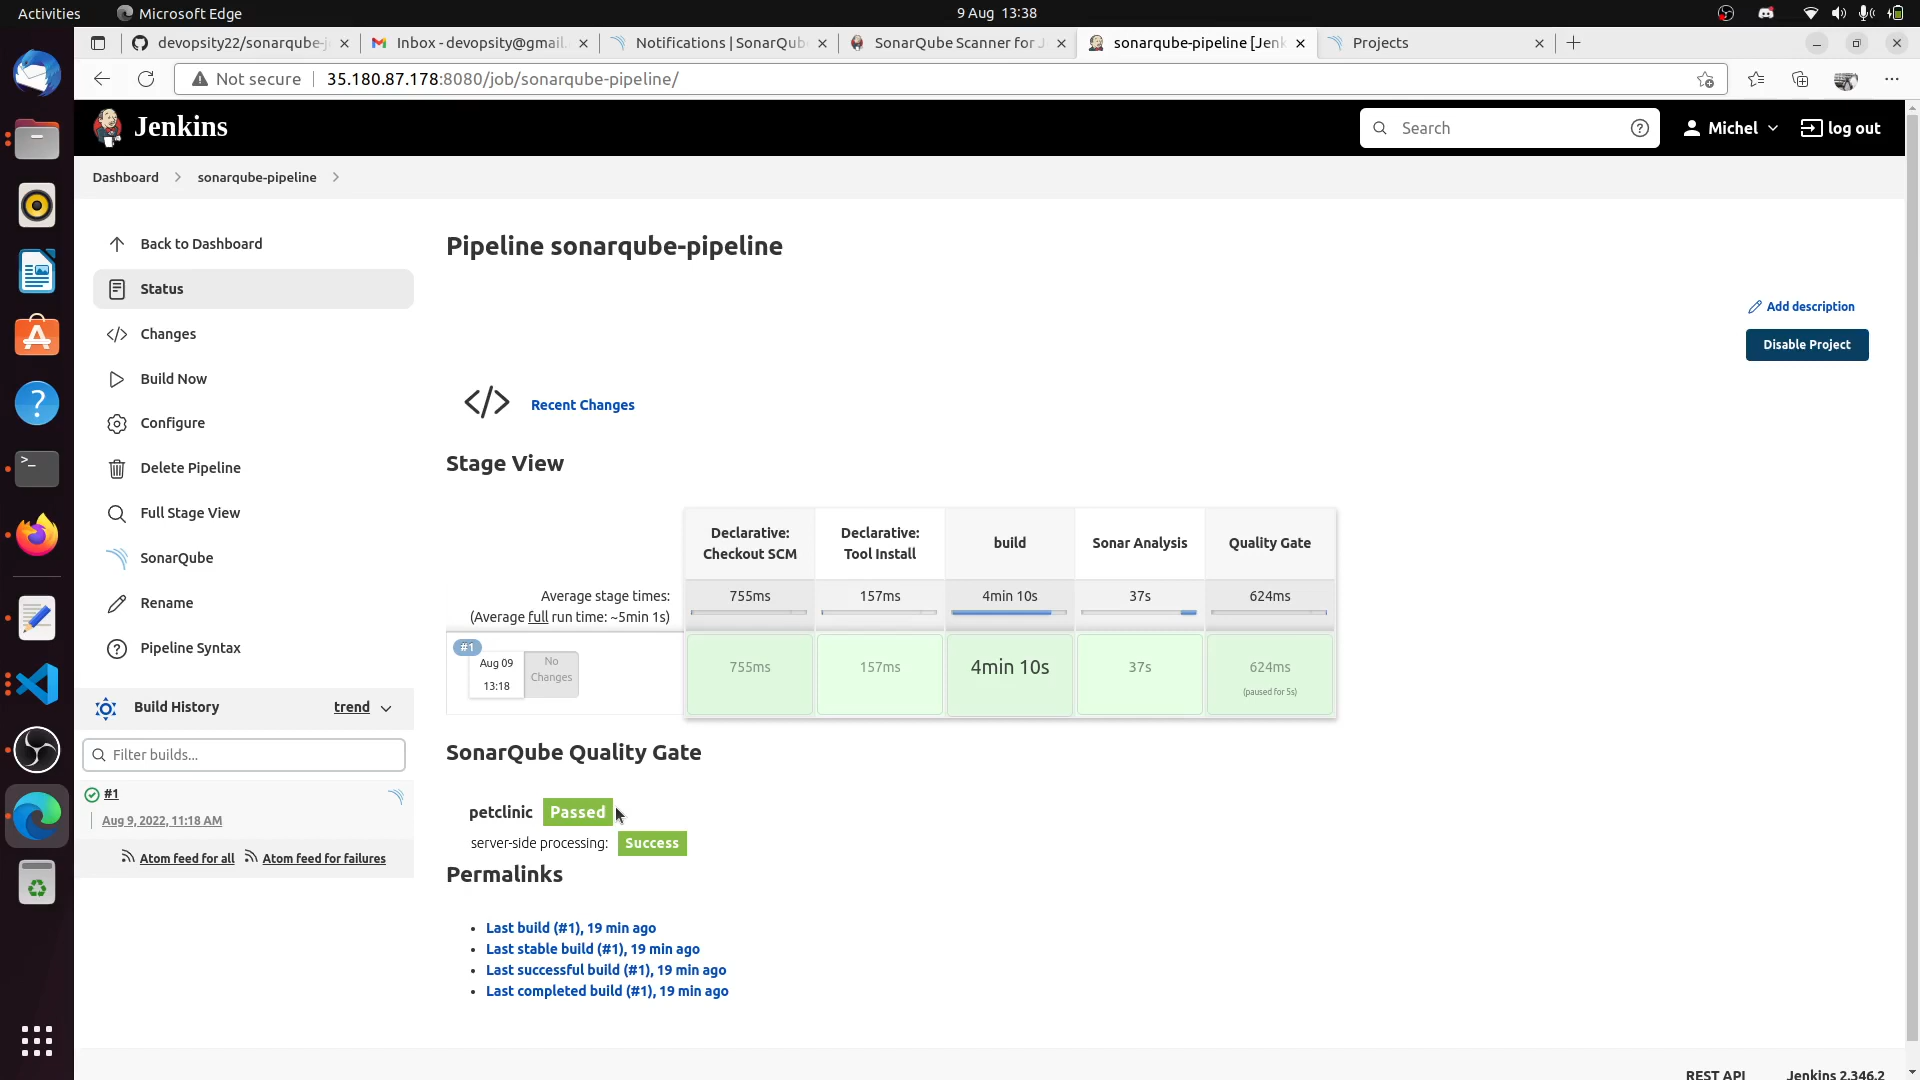 Activities
Microsoft Edge
9 Aug 13:38
devopsity22/sonarqube-j
Inbox - devopsity@gmail.
Notifications | SonarQube
SonarQube Scanner for J
sonarqube-pipeline [Jenk
Projects
Not secure
35.180.87.178:8080/job/sonarqube-pipeline/
Jenkins
Search
Michel
log out
Dashboard
sonarqube-pipeline
Back to Dashboard
Status
Changes
Build Now
Configure
Delete Pipeline
Full Stage View
SonarQube
Rename
Pipeline Syntax
Build History
trend
Filter builds...
#1
Aug 9, 2022, 11:18 AM
Atom feed for all
Atom feed for failures
Pipeline sonarqube-pipeline
Add description
Disable Project
Recent Changes
Stage View
Declarative: Checkout SCM
Declarative: Tool Install
build
Sonar Analysis
Quality Gate
Average stage times:
(Average full run time: ~5min 1s)
755ms
157ms
4min 10s
37s
624ms
#1
Aug 09
13:18
No Changes
755ms
157ms
4min 10s
37s
624ms
(paused for 5s)
SonarQube Quality Gate
petclinic Passed
server-side processing: Success
Permalinks
Last build (#1), 19 min ago
Last stable build (#1), 19 min ago
Last successful build (#1), 19 min ago
Last completed build (#1), 19 min ago
REST API
Jenkins 2.346.2